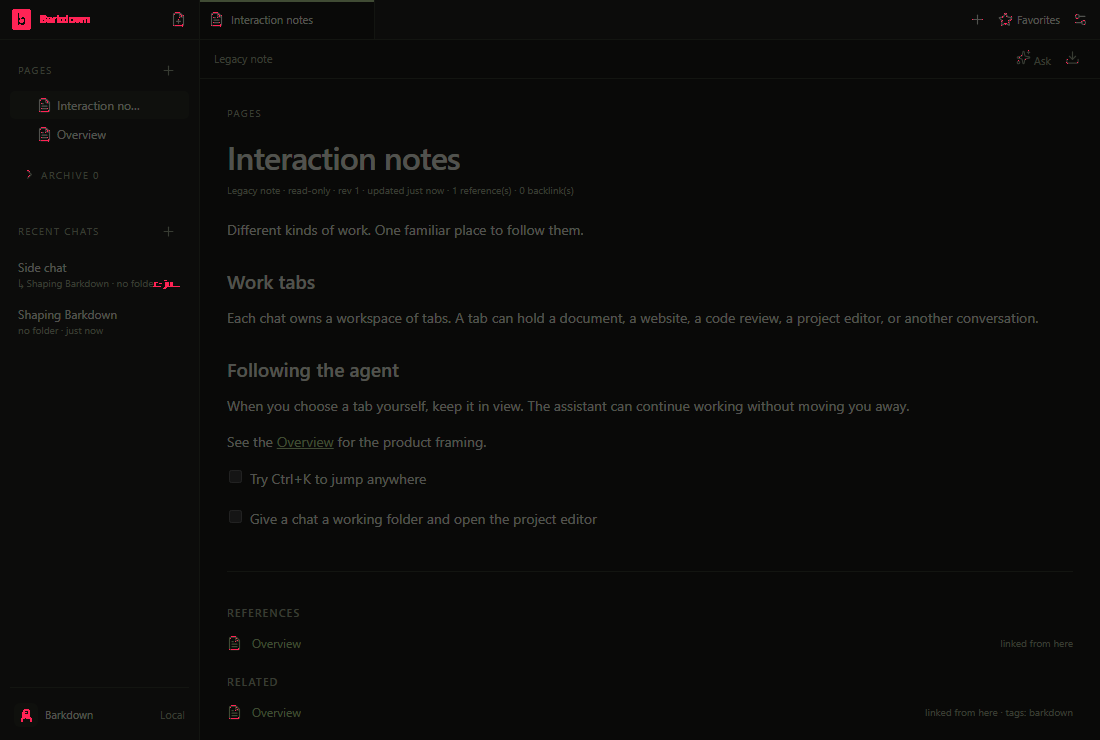 b Barkdown
Interaction notes
Favorites
Legacy note
Ask
PAGES
Interaction no...
Overview
ARCHIVE 0
RECENT CHATS
Side chat
↳ Shaping Barkdown · no folder
Shaping Barkdown
no folder · just now
Barkdown
Local
PAGES
Interaction notes
Legacy note · read-only · rev 1 · updated just now · 1 reference(s) · 0 backlink(s)
Different kinds of work. One familiar place to follow them.
Work tabs
Each chat owns a workspace of tabs. A tab can hold a document, a website, a code review, a project editor, or another conversation.
Following the agent
When you choose a tab yourself, keep it in view. The assistant can continue working without moving you away.
See the Overview for the product framing.
Try Ctrl+K to jump anywhere
Give a chat a working folder and open the project editor
REFERENCES
Overview
linked from here
RELATED
Overview
linked from here · tags: barkdown